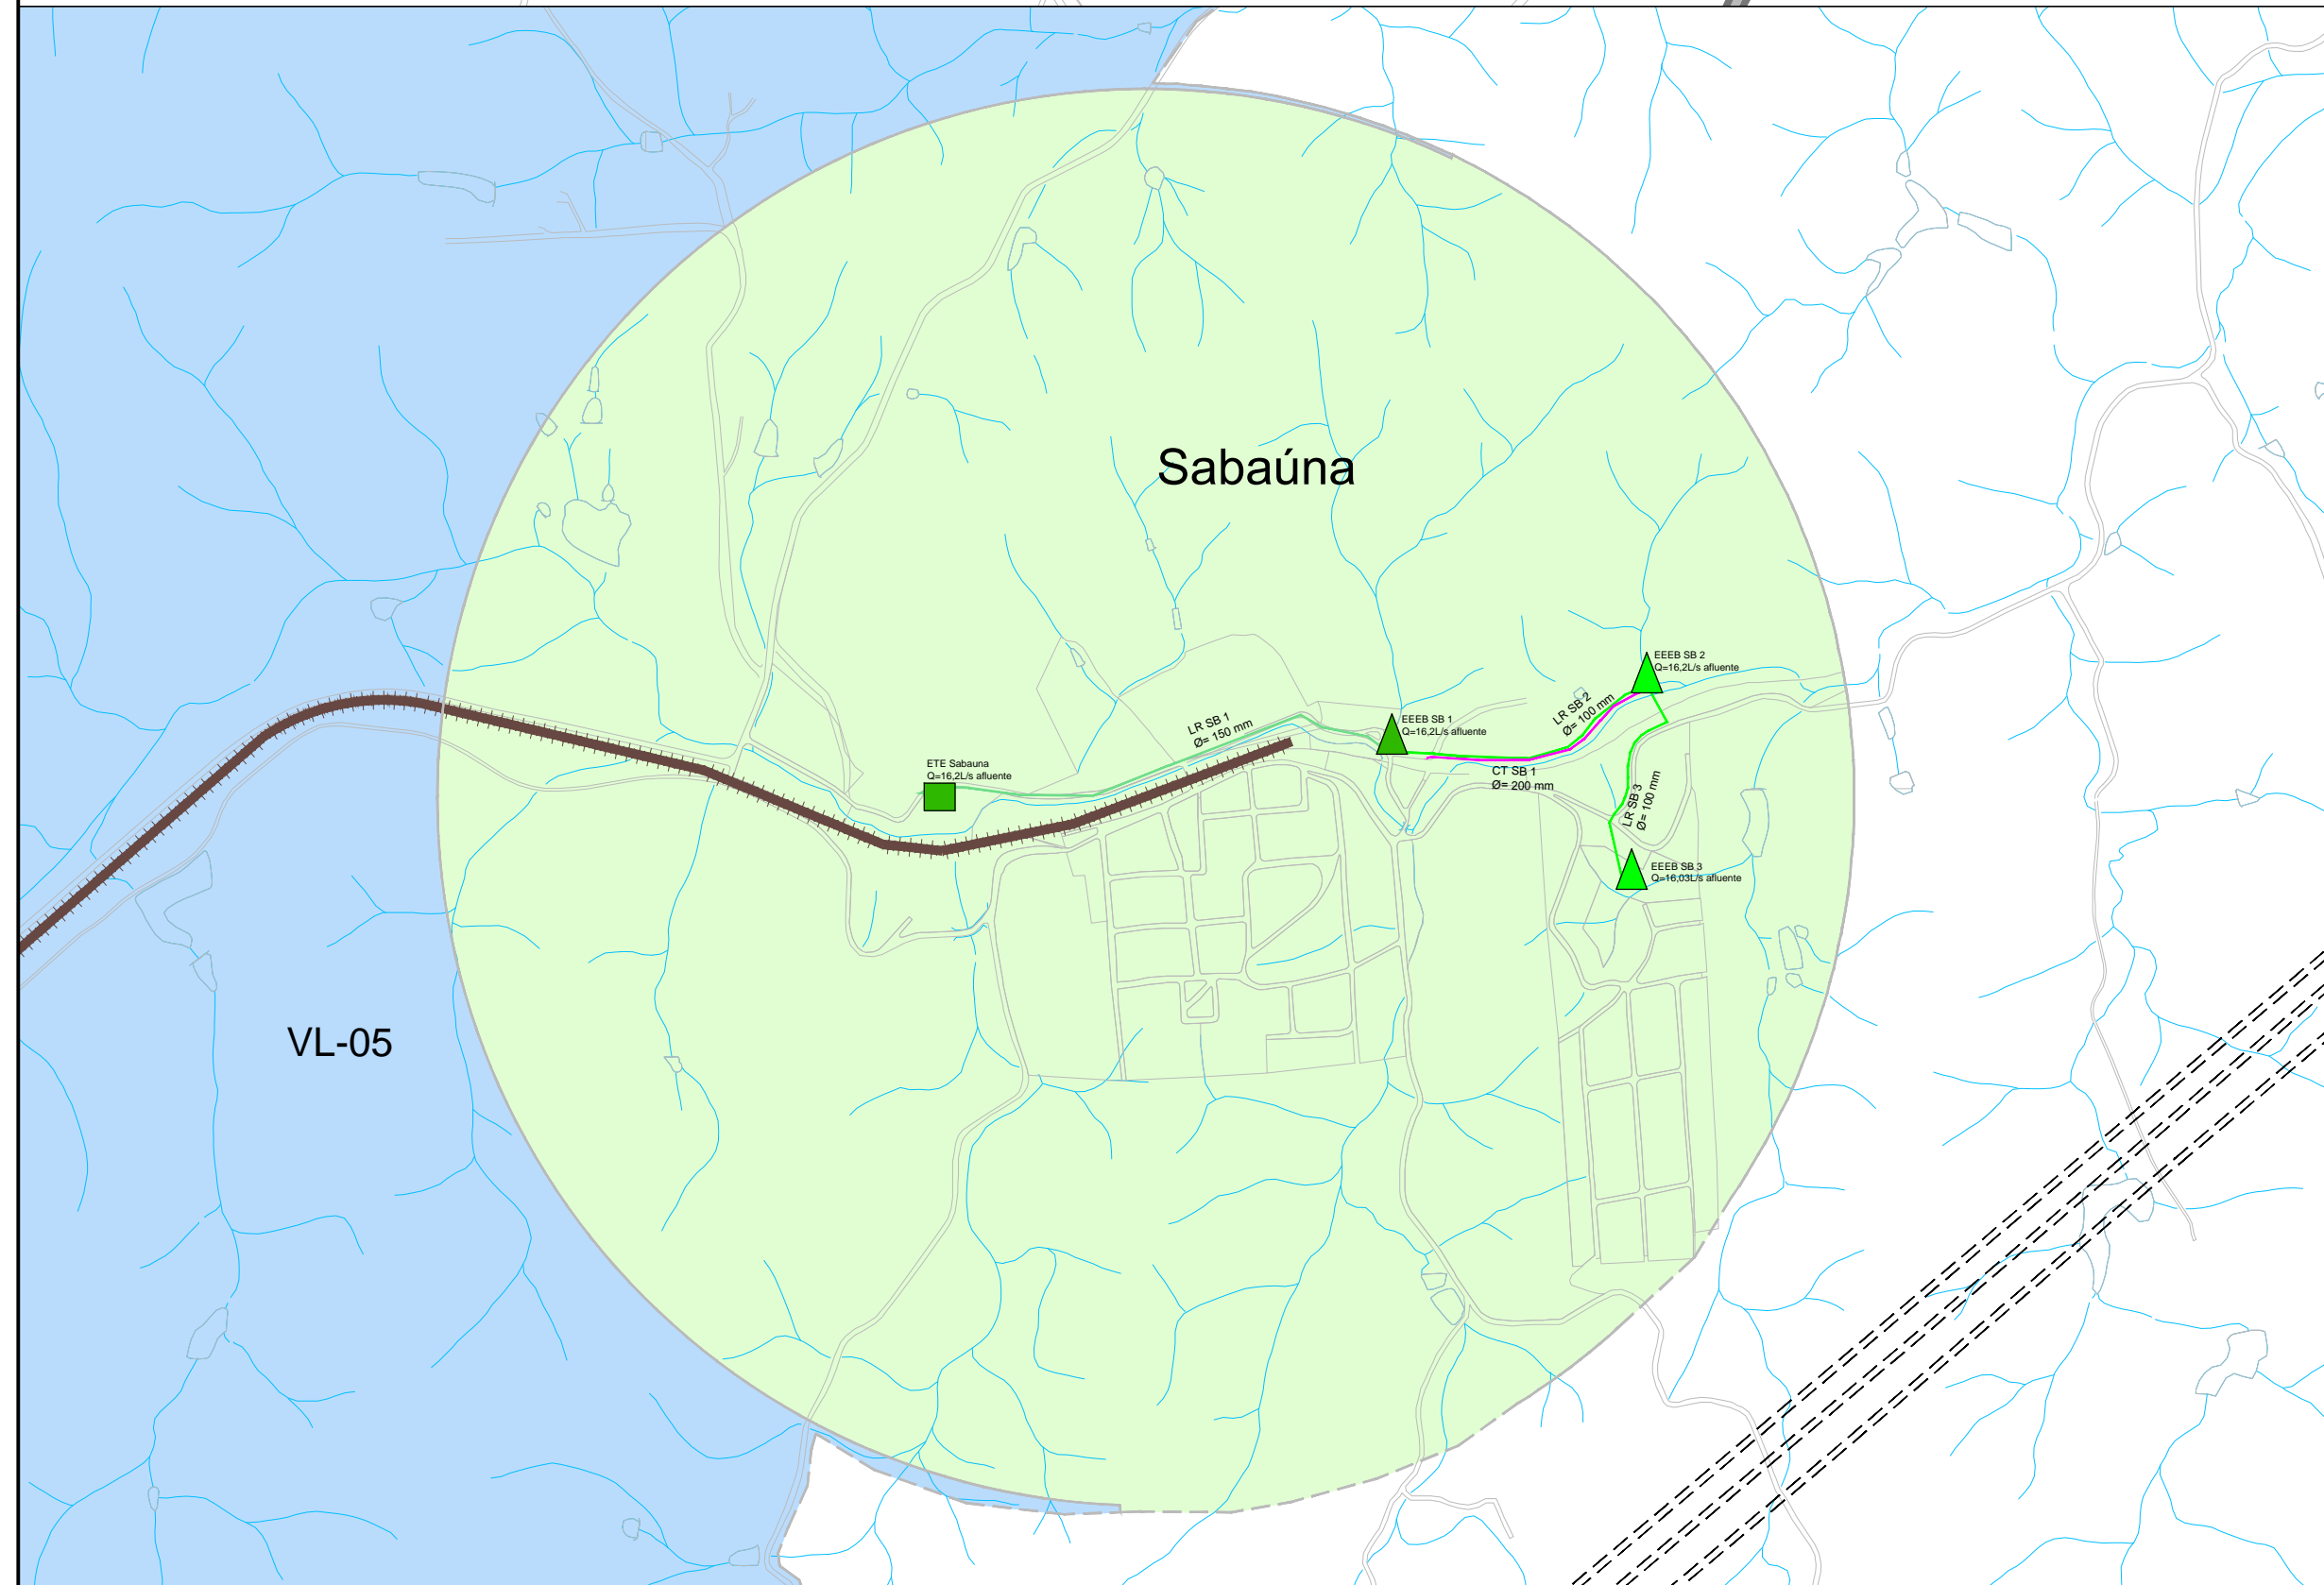 Sabaúna
EEEB SB 2
Q=16,2L/s afluente
LR SB 2
Ø= 100 mm
LR SB 1
Ø= 150 mm
EEEB SB 1
Q=16,2L/s afluente
ETE Sabauna
Q=16,2L/s afluente
CT SB 1
Ø= 200 mm
LR SB 3
Ø= 100 mm
EEEB SB 3
Q=16,03L/s afluente
VL-05